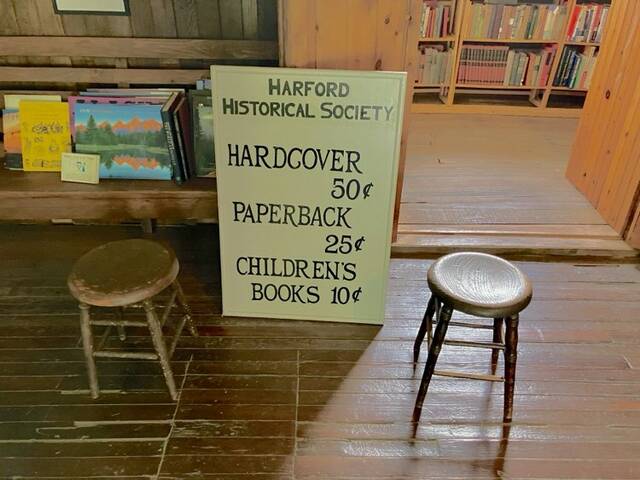 HARFORD
HISTORICAL SOCIETY
HARDCOVER
50¢
PAPERBACK
25¢
CHILDREN'S
BOOKS 10¢